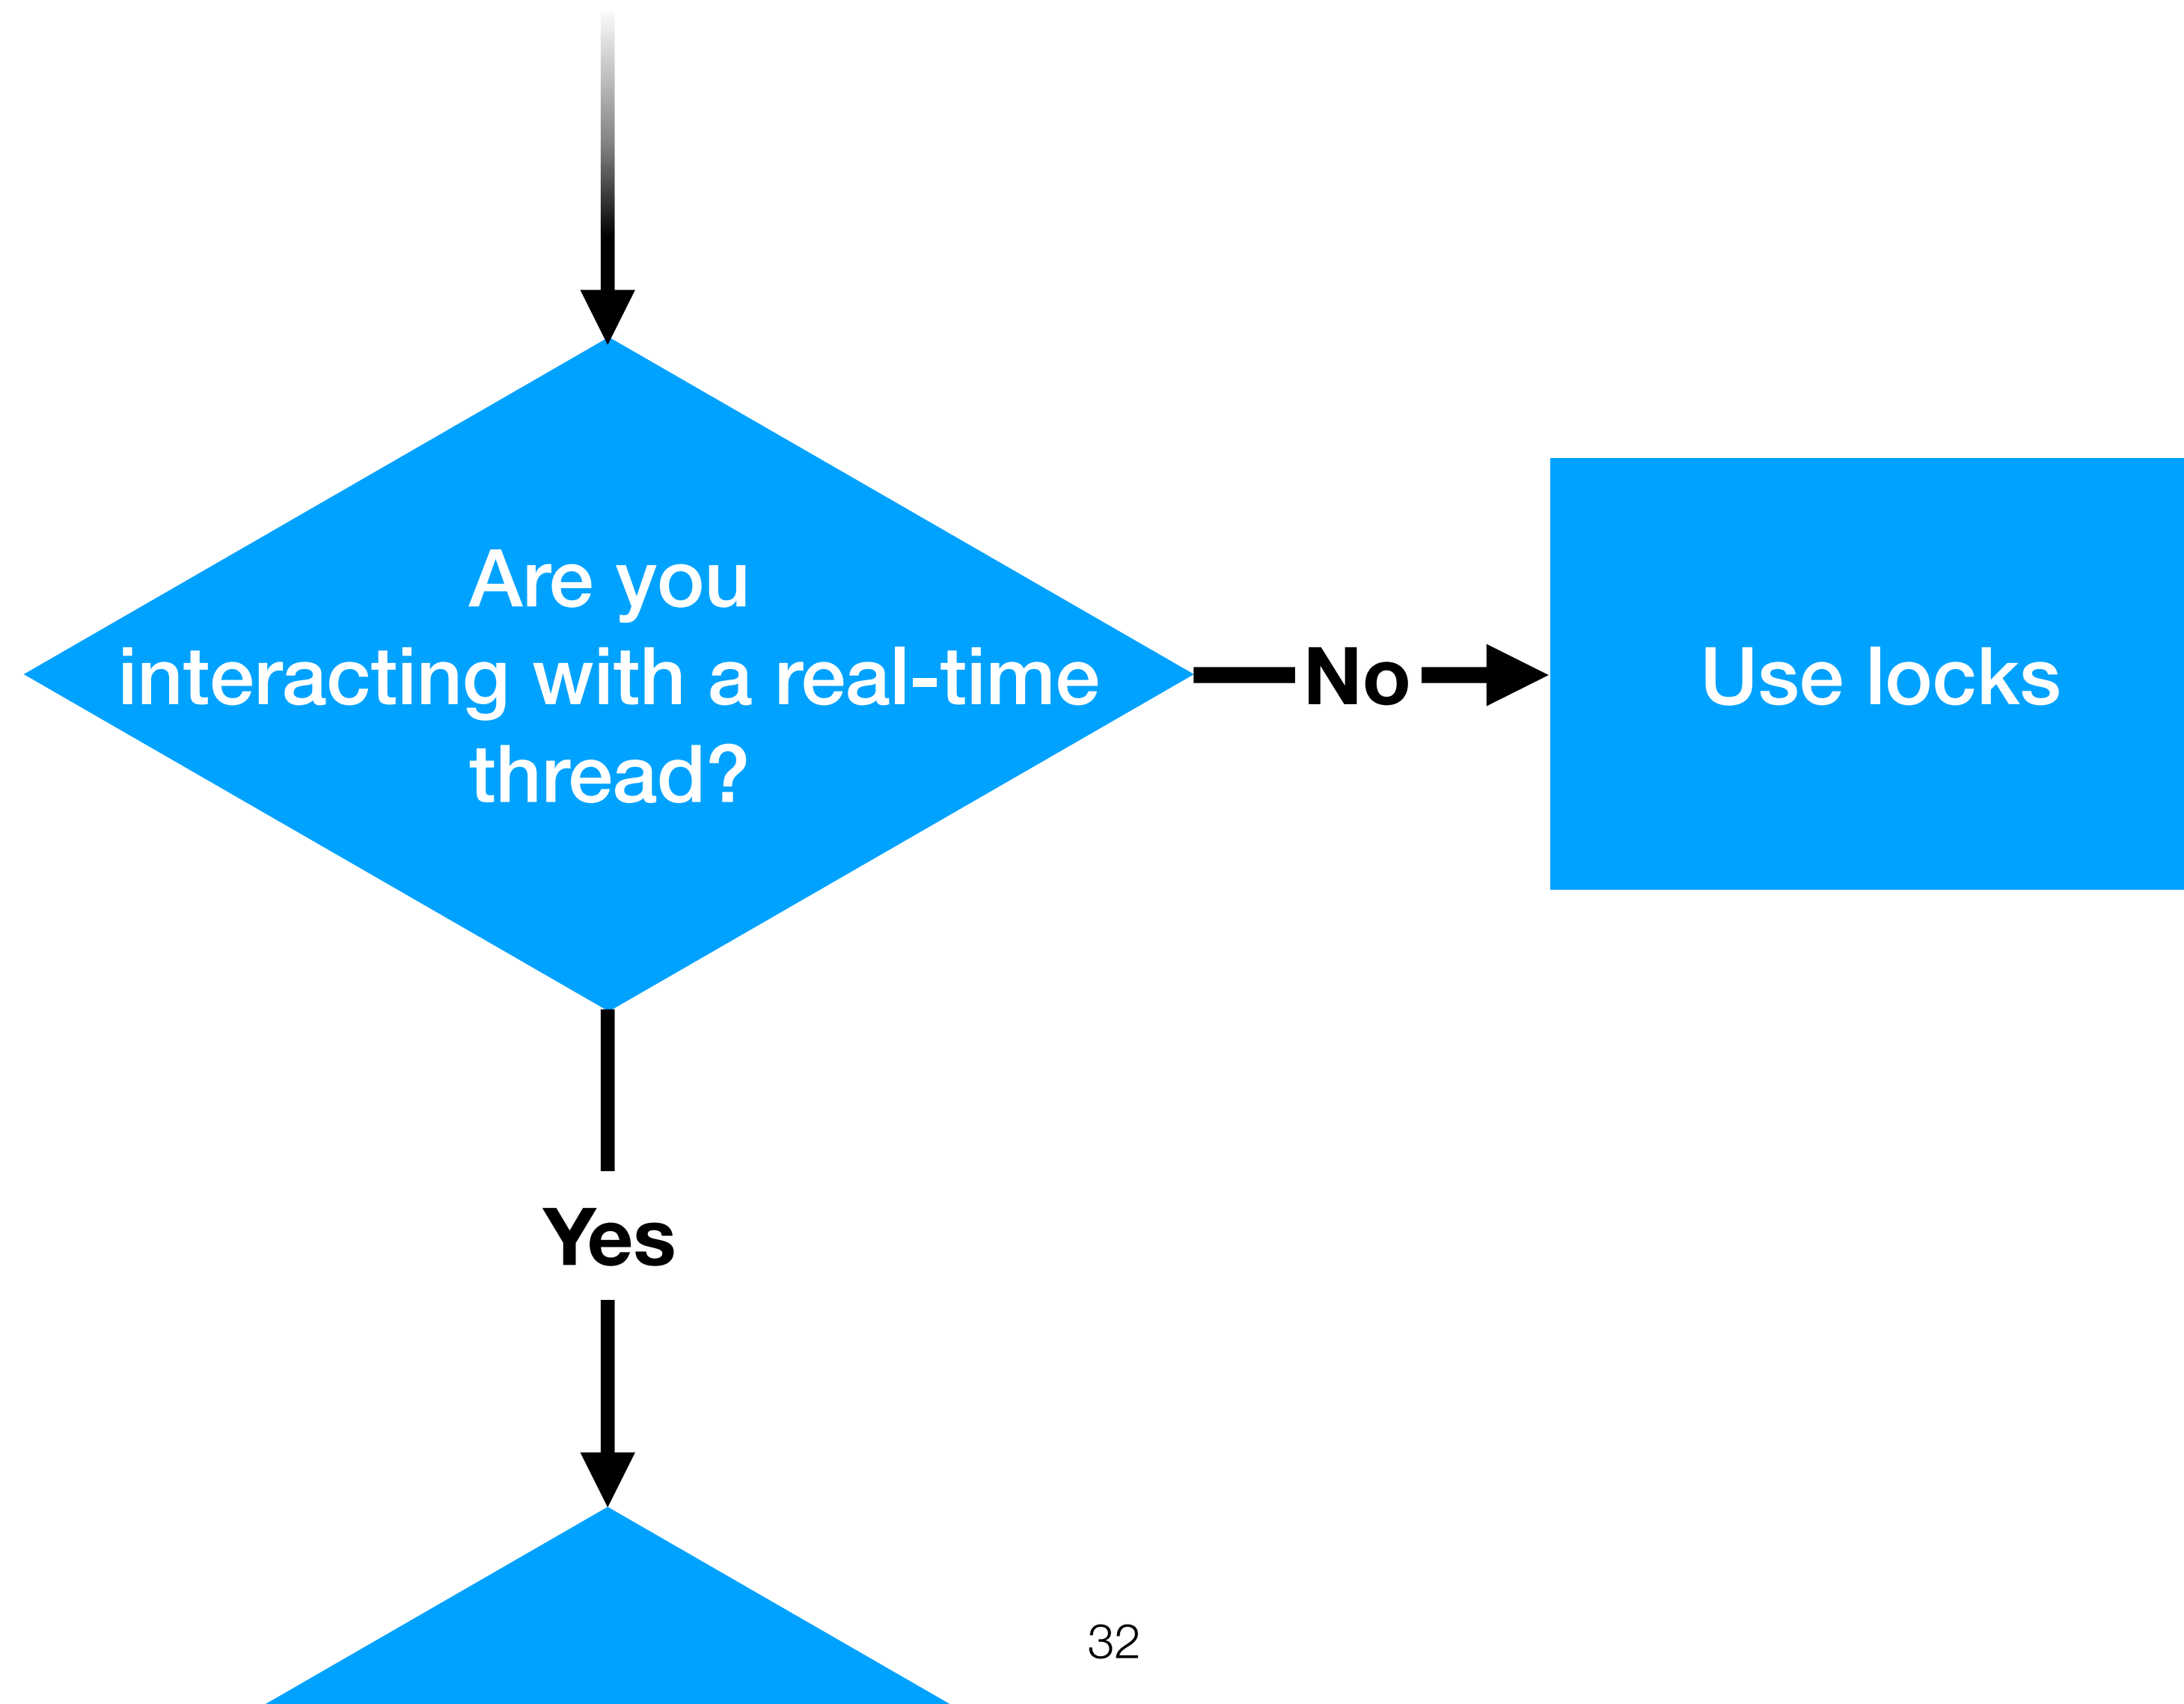 Are you
interacting with a real-time
thread?
No
Use locks
Yes
32